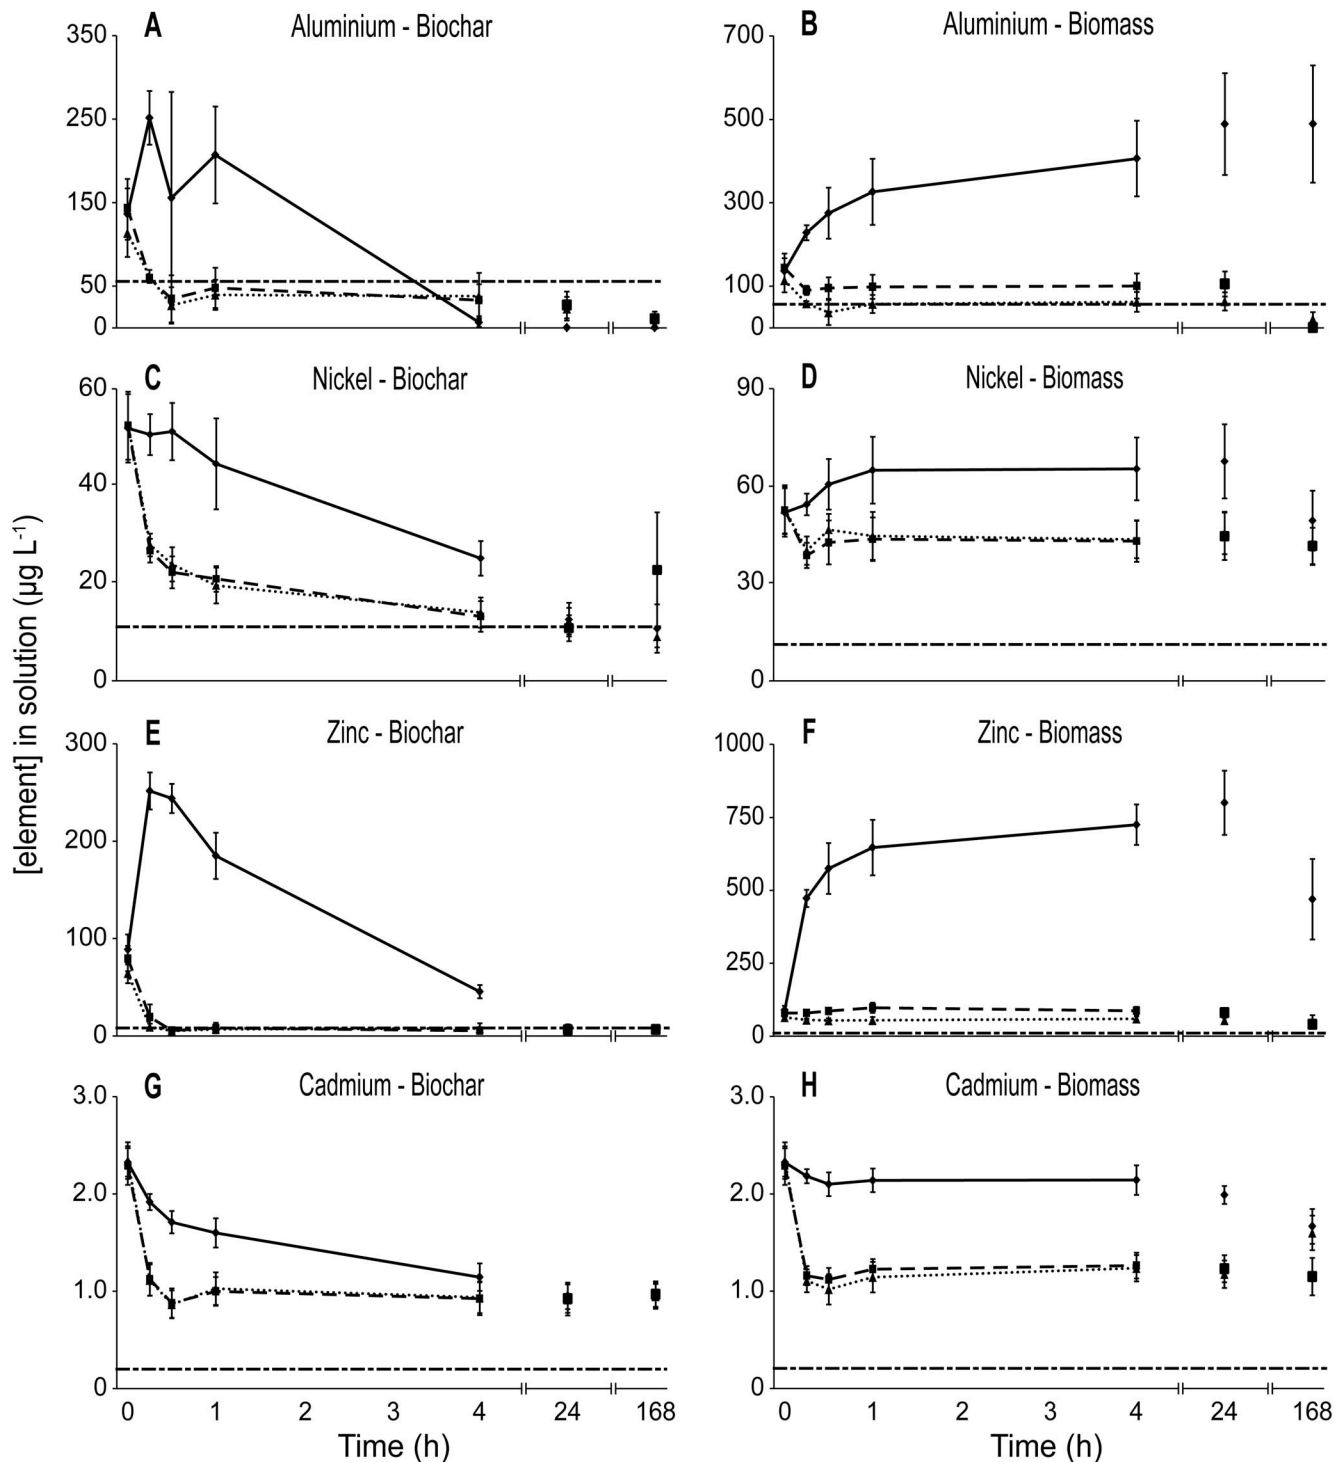 A Aluminium - Biochar
350
250
150
50
0
B Aluminium - Biomass
700
500
300
100
0
C Nickel - Biochar
60
40
20
0
D Nickel - Biomass
90
60
30
0
[element] in solution (µg L⁻¹)
E Zinc - Biochar
300
200
100
0
F Zinc - Biomass
1000
750
500
250
0
G Cadmium - Biochar
3.0
2.0
1.0
0
0 1 2 3 4 24 168
Time (h)
H Cadmium - Biomass
3.0
2.0
1.0
0
0 1 2 3 4 24 168
Time (h)